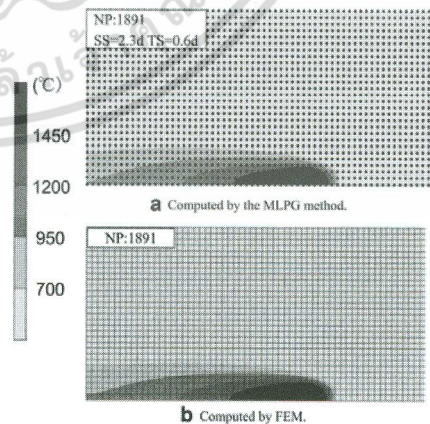 NP:1891
SS=2.3d TS=0.6d
(℃)
1450
1200
950
700
a Computed by the MLPG method.
NP:1891
b Computed by FEM.